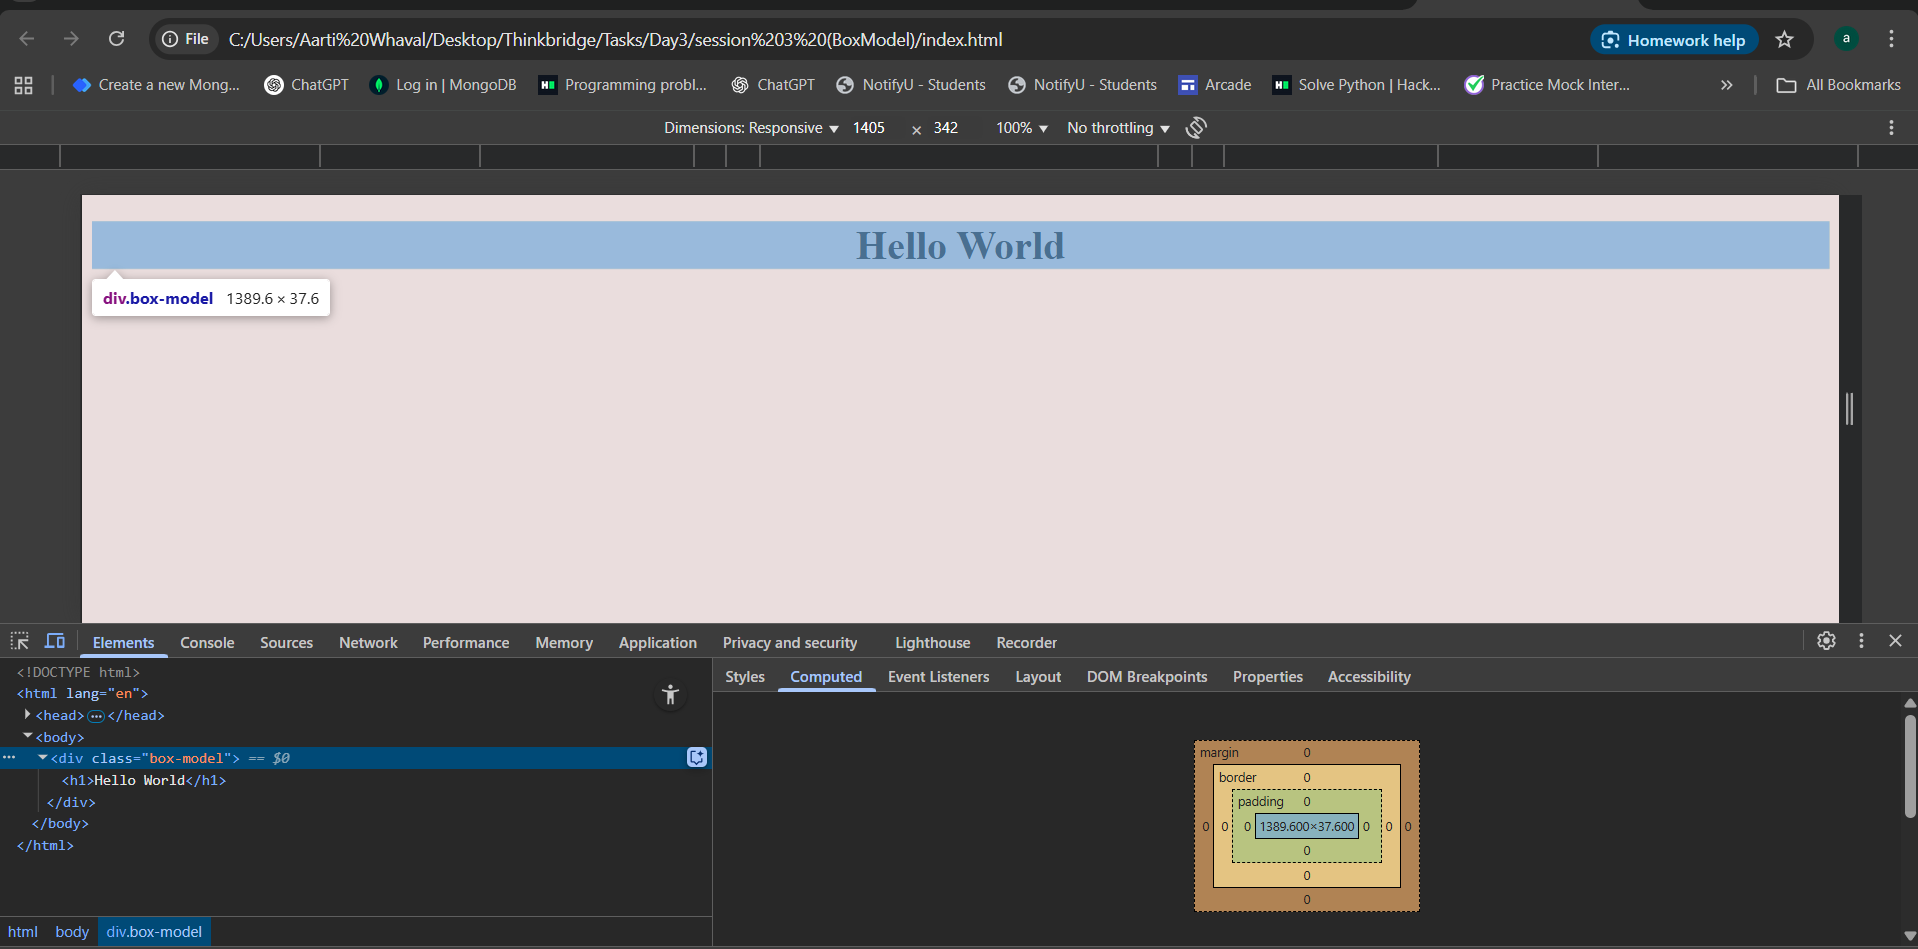 File C:/Users/Aarti%20Whaval/Desktop/Thinkbridge/Tasks/Day3/session%203%20(BoxModel)/index.html Homework help a
Create a new Mong... ChatGPT Log in | MongoDB Programming probl... ChatGPT NotifyU - Students NotifyU - Students Arcade Solve Python | Hack... Practice Mock Inter... » All Bookmarks
Dimensions: Responsive 1405 × 342 100% No throttling
Hello World
div.box-model 1389.6 × 37.6
Elements Console Sources Network Performance Memory Application Privacy and security Lighthouse Recorder
<!DOCTYPE html>
<html lang="en">
<head>…</head>
<body>
<div class="box-model"> == $0
<h1>Hello World</h1>
</div>
</body>
</html>
html body div.box-model
Styles Computed Event Listeners Layout DOM Breakpoints Properties Accessibility
margin 0
border 0
padding 0
0 0 0 1389.600×37.600 0 0 0
0
0
0